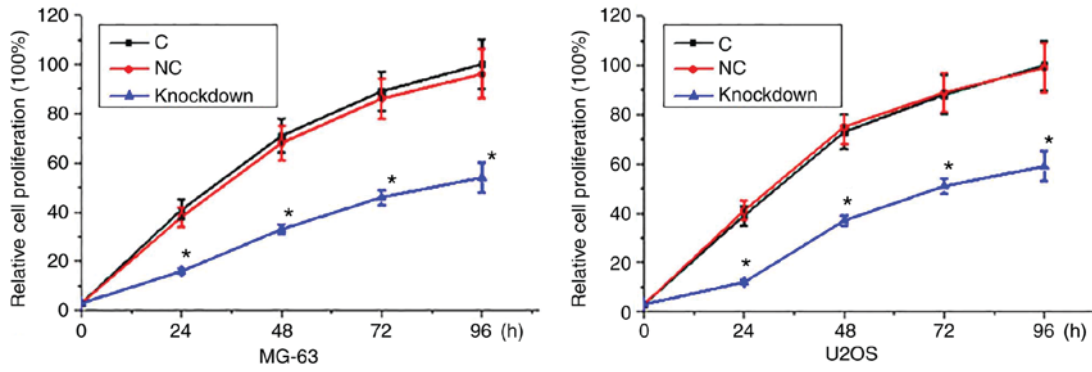 Relative cell proliferation (100%)
120
100
80
60
40
20
0
C
NC
Knockdown
*
*
*
*
0 24 48 72 96 (h)
MG-63
Relative cell proliferation (100%)
120
100
80
60
40
20
0
C
NC
Knockdown
*
*
*
*
0 24 48 72 96 (h)
U2OS